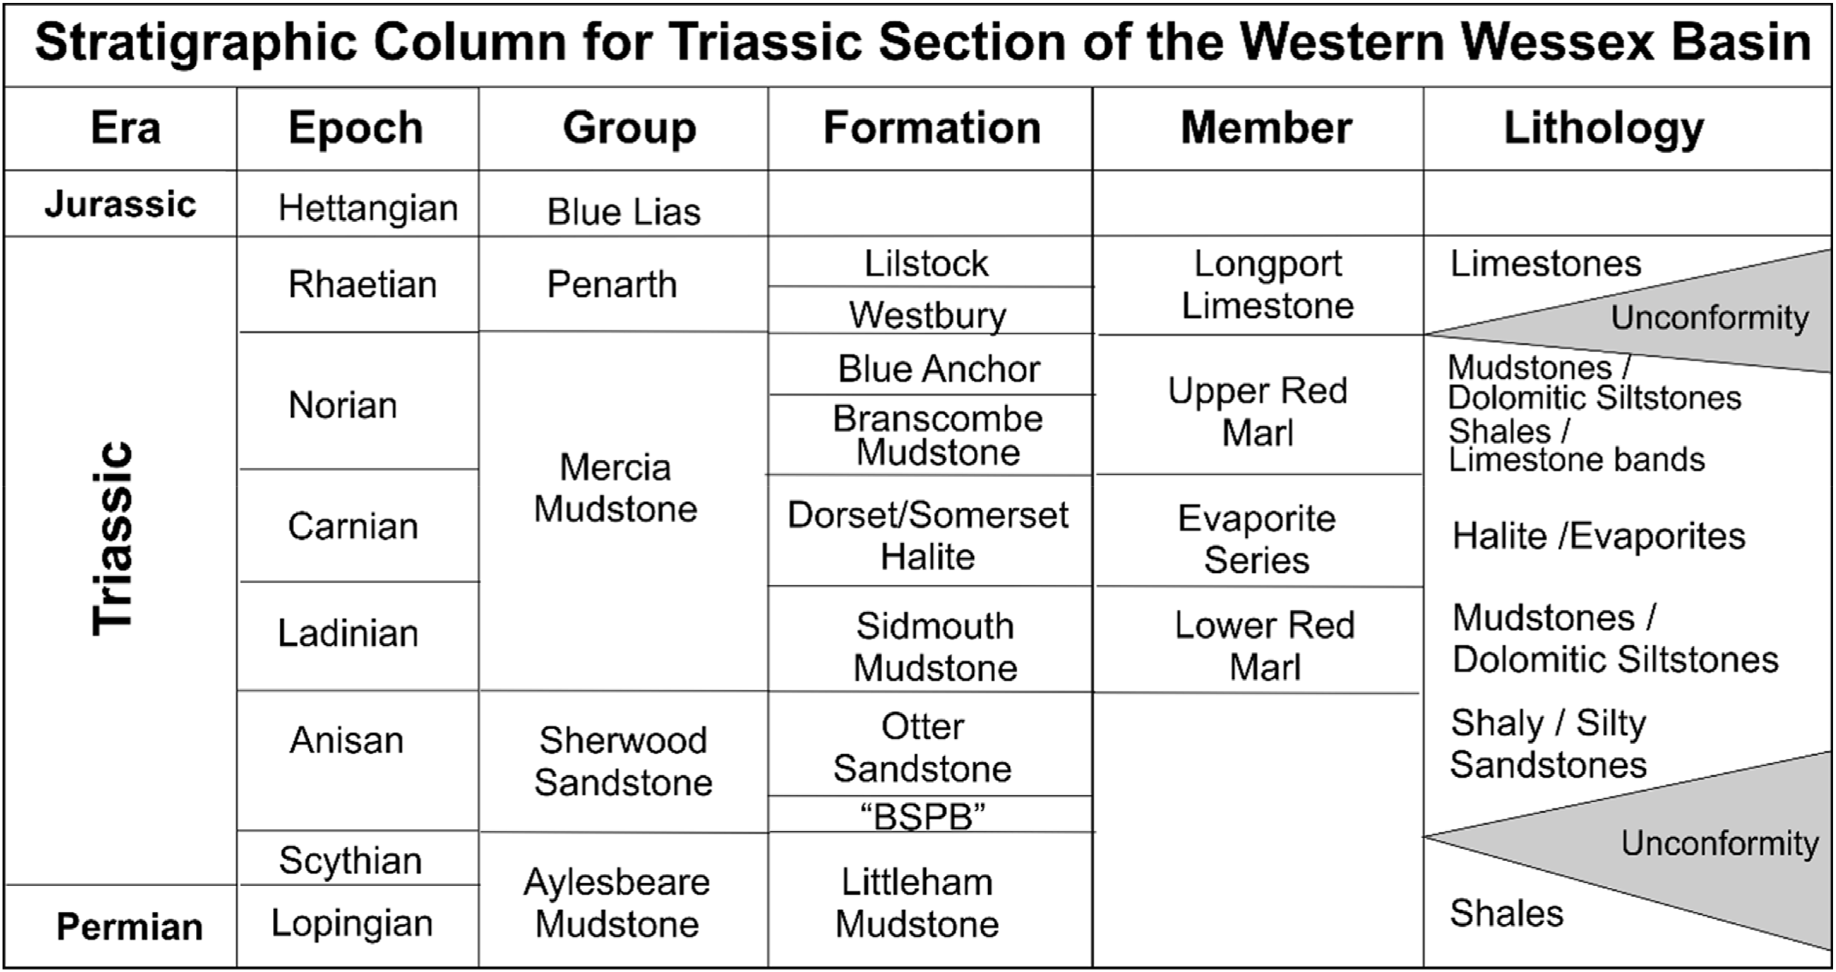 Stratigraphic Column for Triassic Section of the Western Wessex Basin
Era
Epoch
Group
Formation
Member
Lithology
Jurassic
Hettangian
Blue Lias
Triassic
Rhaetian
Penarth
Lilstock
Westbury
Longport
Limestone
Limestones
Unconformity
Norian
Mercia
Mudstone
Blue Anchor
Branscombe
Mudstone
Upper Red
Marl
Mudstones /
Dolomitic Siltstones
Shales /
Limestone bands
Carnian
Dorset/Somerset
Halite
Evaporite
Series
Halite /Evaporites
Ladinian
Sidmouth
Mudstone
Lower Red
Marl
Mudstones /
Dolomitic Siltstones
Anisan
Sherwood
Sandstone
Otter
Sandstone
"BSPB"
Shaly / Silty
Sandstones
Unconformity
Scythian
Aylesbeare
Mudstone
Littleham
Mudstone
Shales
Permian
Lopingian